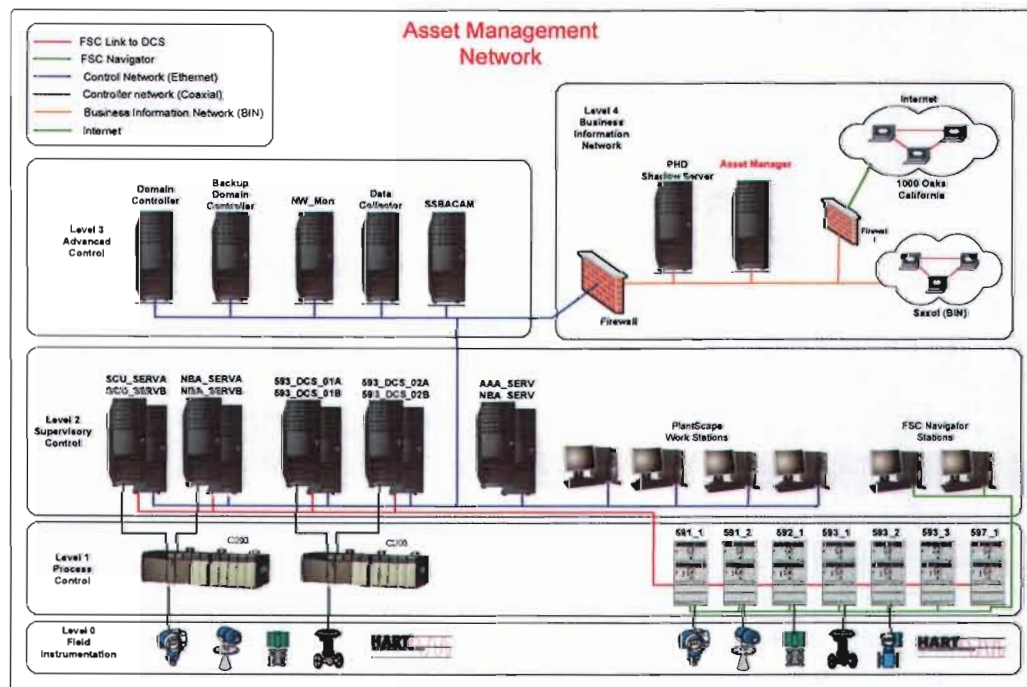 Asset Management
Network
FSC Link to DCS
FSC Navigator
Control Network (Ethernet)
Controller network (Coaxial)
Business Information Network (BIN)
Internet
Level 4
Business
Information
Network
PHD
Shadow Server
Asset Manager
Internet
1000 Oaks
California
Firewall
Saxol (BIN)
Firewall
Level 3
Advanced
Control
Domain
Controller
Backup
Domain
Controller
NW_Mon
Data
Collector
SSBACAM
Level 2
Supervisory
Control
SCU_SERVA
SCU_SERVB
NBA_SERVA
NBA_SERVB
593_DCS_01A
593_DCS_01B
593_DCS_02A
593_DCS_02B
AAA_SERV
NBA_SERV
PlantScape
Work Stations
FSC Navigator
Stations
Level 1
Process
Control
C200
C200
591_1
591_2
592_1
593_1
593_2
593_3
597_1
Level 0
Field
Instrumentation
HART
HART